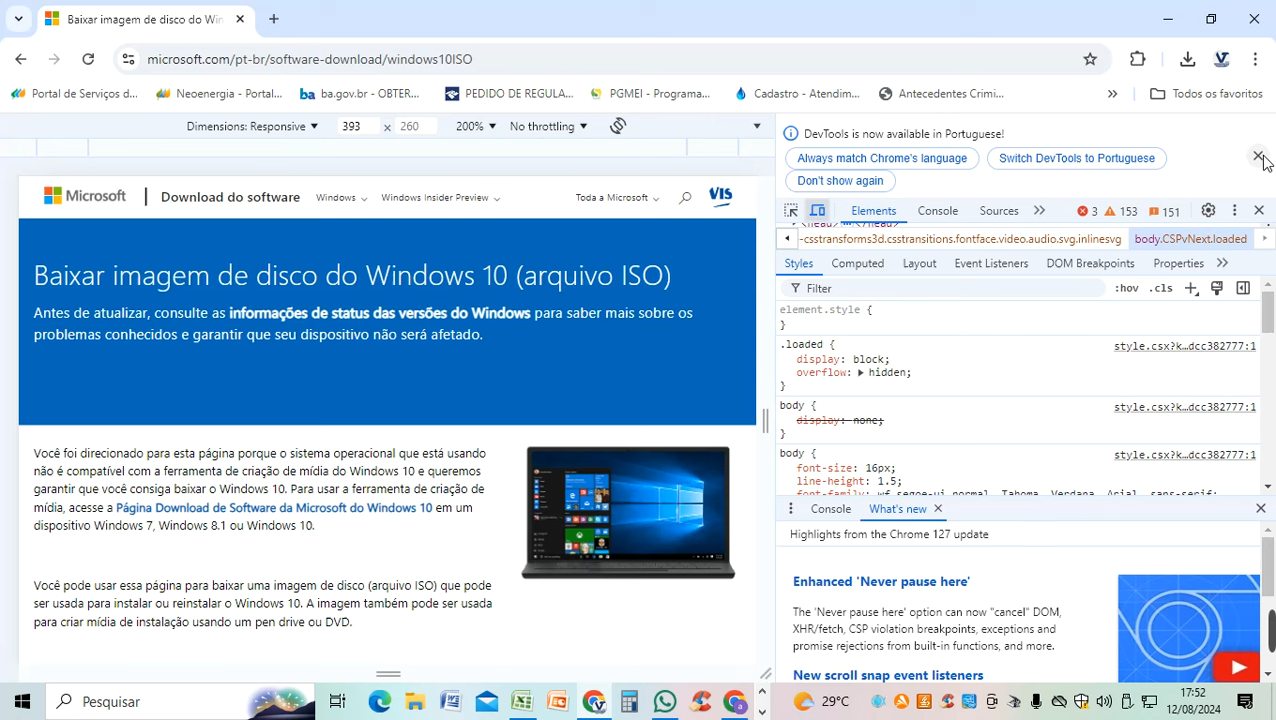 Baixar imagem de disco do Win
microsoft.com/pt-br/software-download/windows10ISO
Portal de Serviços d...
Neoenergia - Portal...
ba.gov.br - OBTER...
PEDIDO DE REGULA...
PGMEI - Programa...
Cadastro - Atendim...
Antecedentes Crimi...
Todos os favoritos
Dimensions: Responsive 393 x 260 200% No throttling
DevTools is now available in Portuguese!
Always match Chrome's language
Switch DevTools to Portuguese
Don't show again
Elements Console Sources 3 153 151
-csstransforms3d.csstransitions.fontface.video.audio.svg.inlinesvg body.CSPvNext.loaded
Styles Computed Layout Event Listeners DOM Breakpoints Properties
Filter :hov .cls
element.style {
}
.loaded { style.csx?k…dcc382777:1
display: block;
overflow: hidden;
}
body { style.csx?k…dcc382777:1
display: none;
}
body { style.csx?k…dcc382777:1
font-size: 16px;
line-height: 1.5;
font-family: wf_segoe-ui_normal, Tahoma, Verdana, Arial, sans-serif;
Console What's new
Highlights from the Chrome 127 update
Enhanced 'Never pause here'
The 'Never pause here' option can now "cancel" DOM,
XHR/fetch, CSP violation breakpoints, exceptions and
promise rejections from built-in functions, and more.
New scroll snap event listeners
Microsoft
Download do software
Windows
Windows Insider Preview
Toda a Microsoft
VIS
Baixar imagem de disco do Windows 10 (arquivo ISO)
Antes de atualizar, consulte as informações de status das versões do Windows para saber mais sobre os
problemas conhecidos e garantir que seu dispositivo não será afetado.
Você foi direcionado para esta página porque o sistema operacional que está usando
não é compatível com a ferramenta de criação de mídia do Windows 10 e queremos
garantir que você consiga baixar o Windows 10. Para usar a ferramenta de criação de
mídia, acesse a Página Download de Software da Microsoft do Windows 10 em um
dispositivo Windows 7, Windows 8.1 ou Windows 10.
Você pode usar essa página para baixar uma imagem de disco (arquivo ISO) que pode
ser usada para instalar ou reinstalar o Windows 10. A imagem também pode ser usada
para criar mídia de instalação usando um pen drive ou DVD.
Pesquisar
29°C
17:52
12/08/2024